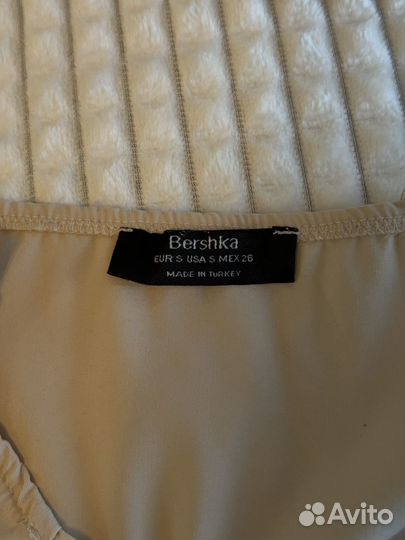 Bershka
EUR S USA S MEX 26
MADE IN TURKEY
Avito